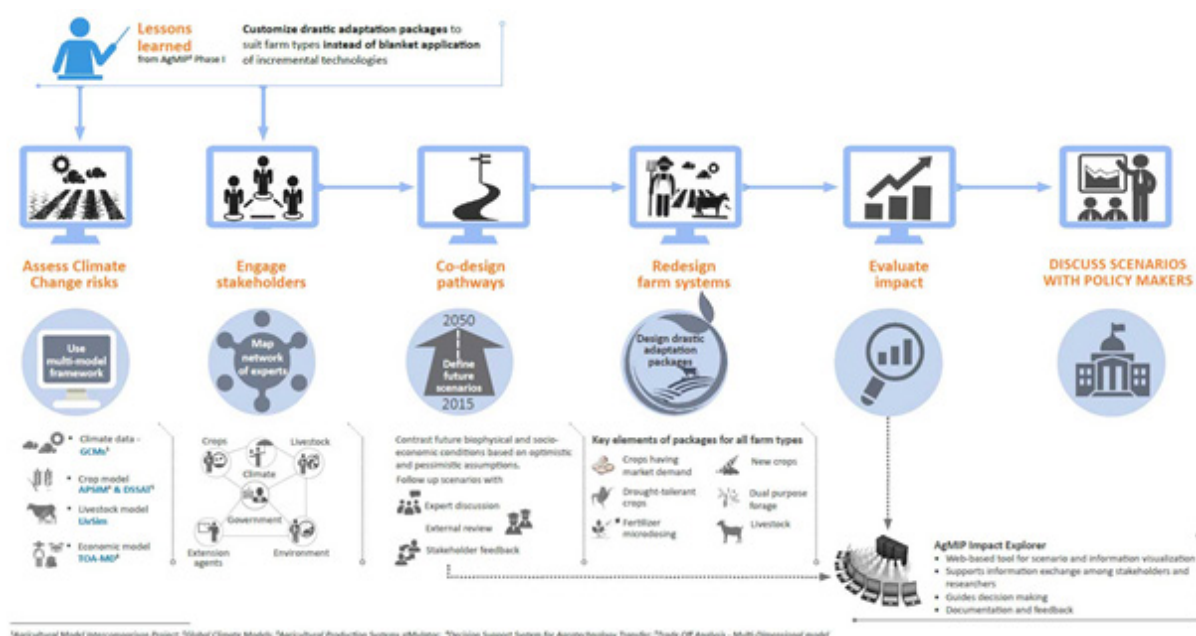 Lessons
learned
from AgMIP¹ Phase I
Customize drastic adaptation packages to
suit farm types instead of blanket application
of incremental technologies
Assess Climate
Change risks
Engage
stakeholders
Co-design
pathways
Redesign
farm systems
Evaluate
impact
DISCUSS SCENARIOS
WITH POLICY MAKERS
Use
multi-model
framework
Map
network
of experts
2050
Define
future
scenarios
2015
Design drastic
adaptation
packages
• Climate data -
GCMs
• Crop model
APSIM & DSSAT
• Livestock model
LivSim
• Economic model
TOA-MD
Crops
Livestock
Climate
Government
Extension
agents
Environment
Contrast future biophysical and socio-
economic conditions based on optimistic
and pessimistic assumptions.
Follow up scenarios with
Expert discussion
External review
Stakeholder feedback
Key elements of packages for all farm types
Crops having
market demand
New crops
Drought-tolerant
crops
Dual purpose
forage
Fertilizer
microdosing
Livestock
AgMIP Impact Explorer
• Web-based tool for scenario and information visualization
• Supports information exchange among stakeholders and
researchers
• Guides decision making
• Documentation and feedback